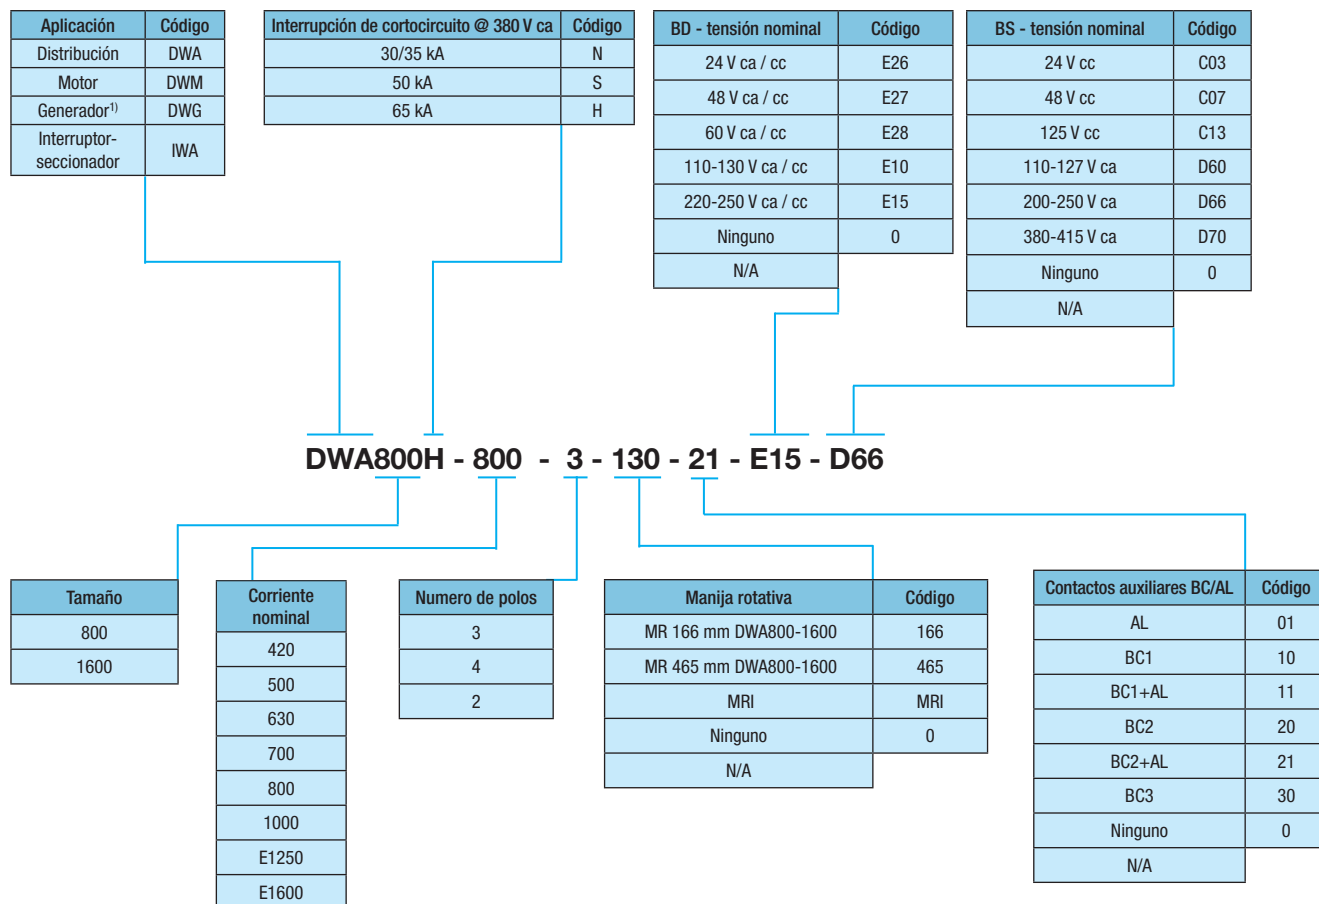 Aplicación Código
Distribución DWA
Motor DWM
Generador1) DWG
Interruptor-
seccionador IWA
Interrupción de cortocircuito @ 380 V ca Código
30/35 kA N
50 kA S
65 kA H
BD - tensión nominal Código
24 V ca / cc E26
48 V ca / cc E27
60 V ca / cc E28
110-130 V ca / cc E10
220-250 V ca / cc E15
Ninguno 0
N/A
BS - tensión nominal Código
24 V cc C03
48 V cc C07
125 V cc C13
110-127 V ca D60
200-250 V ca D66
380-415 V ca D70
Ninguno 0
N/A
DWA800H - 800 - 3 - 130 - 21 - E15 - D66
Tamaño
800
1600
Corriente
nominal
420
500
630
700
800
1000
E1250
E1600
Numero de polos
3
4
2
Manija rotativa Código
MR 166 mm DWA800-1600 166
MR 465 mm DWA800-1600 465
MRI MRI
Ninguno 0
N/A
Contactos auxiliares BC/AL Código
AL 01
BC1 10
BC1+AL 11
BC2 20
BC2+AL 21
BC3 30
Ninguno 0
N/A